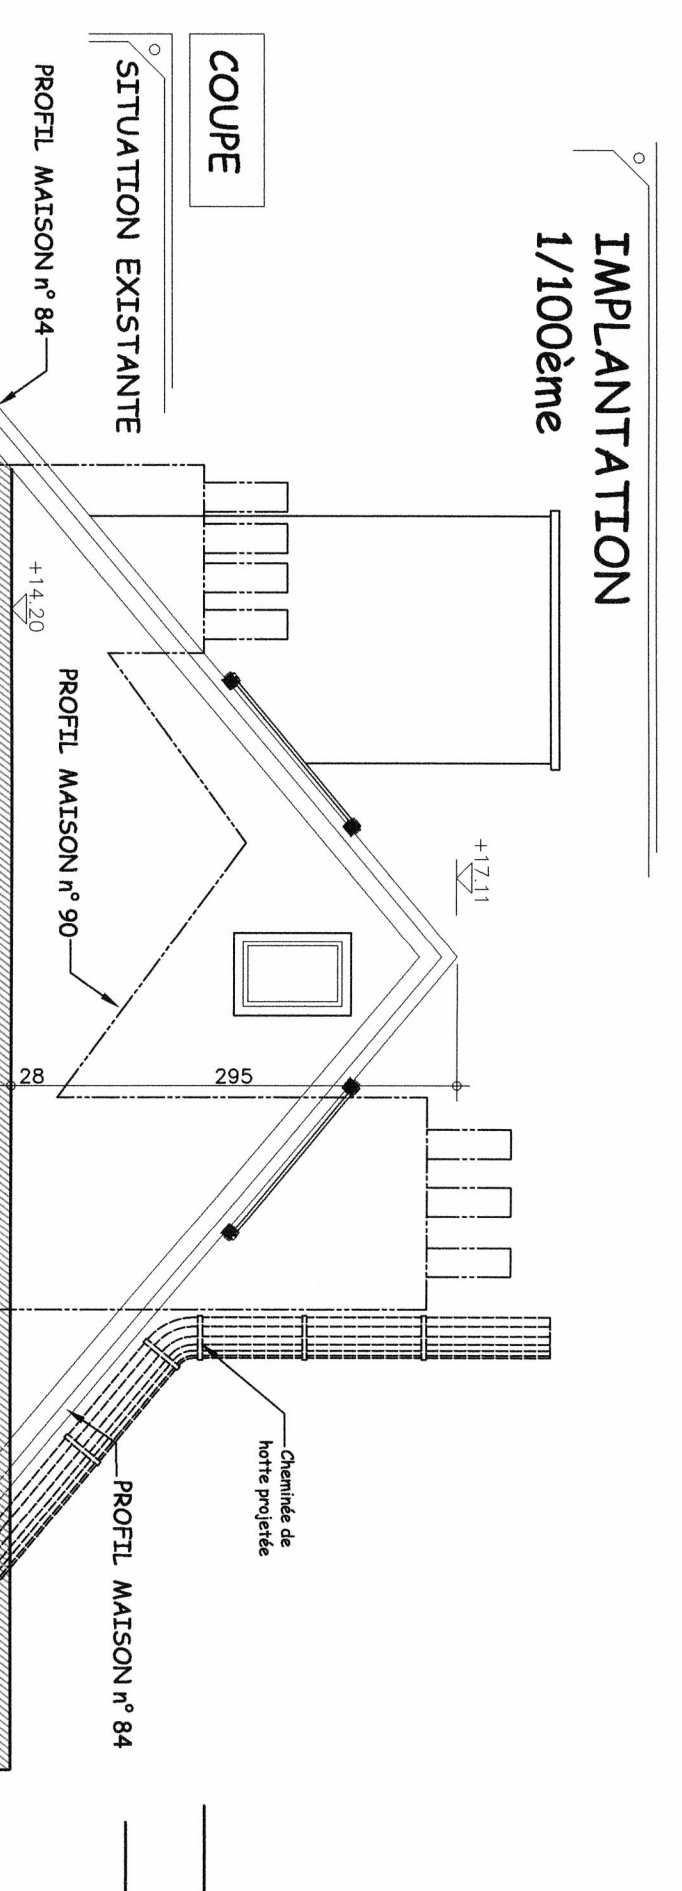 IMPLANTATION
1/100ème
COUPE
SITUATION EXISTANTE
PROFIL MAISON n° 84
+17.11
+14.20
PROFIL MAISON n° 90
28
295
Cheminée de
hotte projetée
PROFIL MAISON n° 84